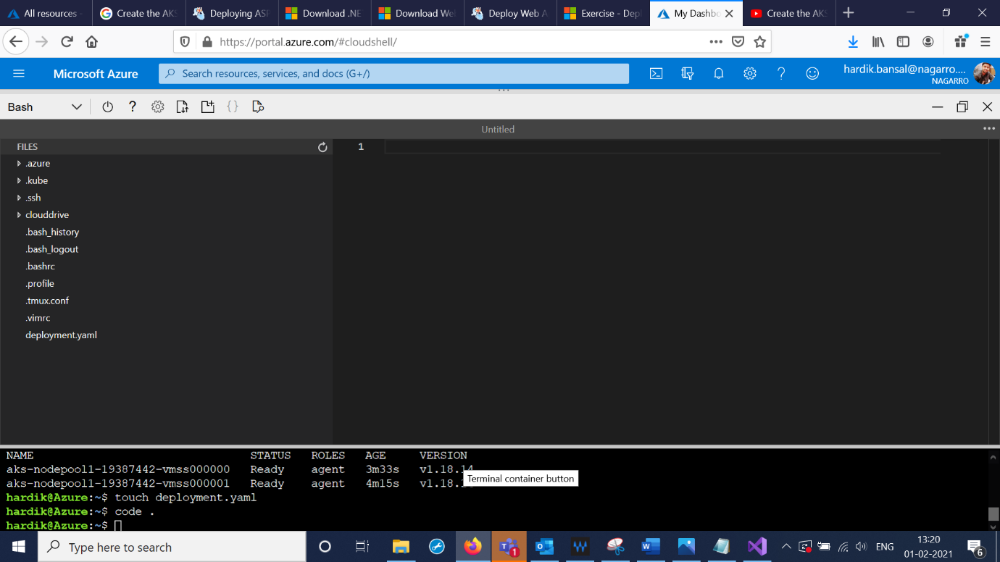 All resources -
Create the AKS
Deploying ASP
Download .NE
Download We
Deploy Web A
Exercise - Dep
My Dashbo
Create the AKS
https://portal.azure.com/#cloudshell/
Microsoft Azure
Search resources, services, and docs (G+/)
hardik.bansal@nagarro....
NAGARRO
Bash
Untitled
FILES
1
.azure
.kube
.ssh
clouddrive
.bash_history
.bash_logout
.bashrc
.profile
.tmux.conf
.vimrc
deployment.yaml
NAME STATUS ROLES AGE VERSION
aks-nodepool1-19387442-vmss000000 Ready agent 3m33s v1.18.14
aks-nodepool1-19387442-vmss000001 Ready agent 4m15s v1.18.
Terminal container button
hardik@Azure:~$ touch deployment.yaml
hardik@Azure:~$ code .
hardik@Azure:~$
Type here to search
1
ENG
13:20
01-02-2021
6